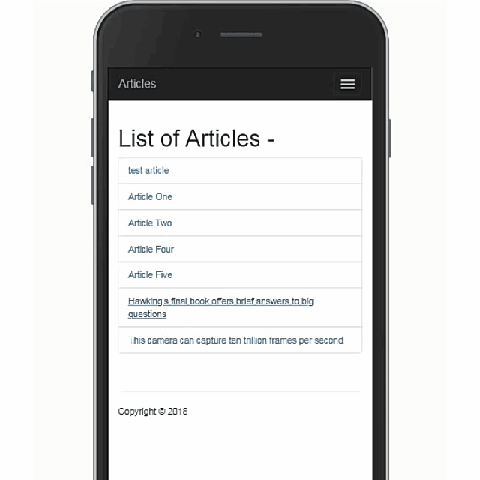 Articles
List of Articles -
test article
Article One
Article Two
Article Four
Article Five
Hawking's final book offers brief answers to big
questions
This camera can capture ten trillion frames per second
Copyright © 2018